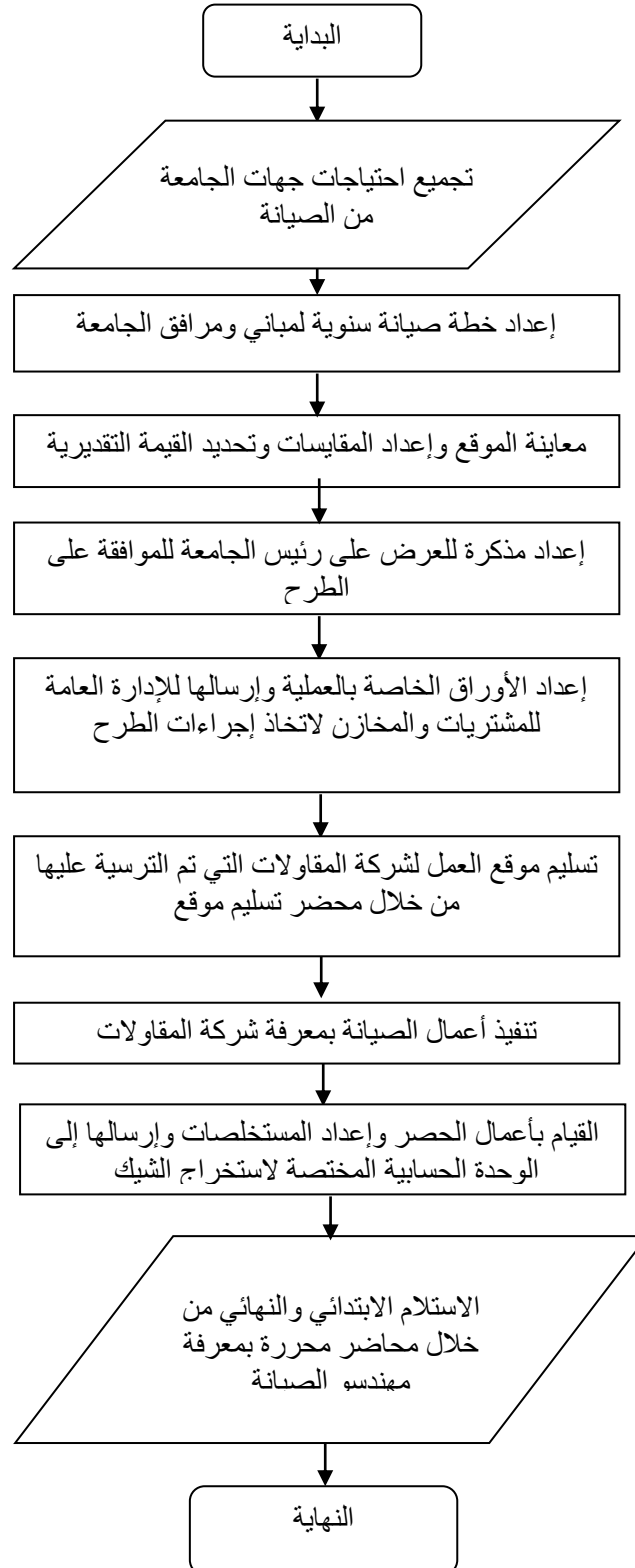 البداية
تجميع احتياجات جهات الجامعة
من الصيانة
إعداد خطة صيانة سنوية لمباني ومرافق الجامعة
معاينة الموقع وإعداد المقايسات وتحديد القيمة التقديرية
إعداد مذكرة للعرض على رئيس الجامعة للموافقة على
الطرح
إعداد الأوراق الخاصة بالعملية وإرسالها للإدارة العامة
للمشتريات والمخازن لاتخاذ إجراءات الطرح
تسليم موقع العمل لشركة المقاولات التي تم الترسية عليها
من خلال محضر تسليم موقع
تنفيذ أعمال الصيانة بمعرفة شركة المقاولات
القيام بأعمال الحصر وإعداد المستخلصات وإرسالها إلى
الوحدة الحسابية المختصة لاستخراج الشيك
الاستلام الابتدائي والنهائي من
خلال محاضر محررة بمعرفة
مهندسو الصيانة
النهاية